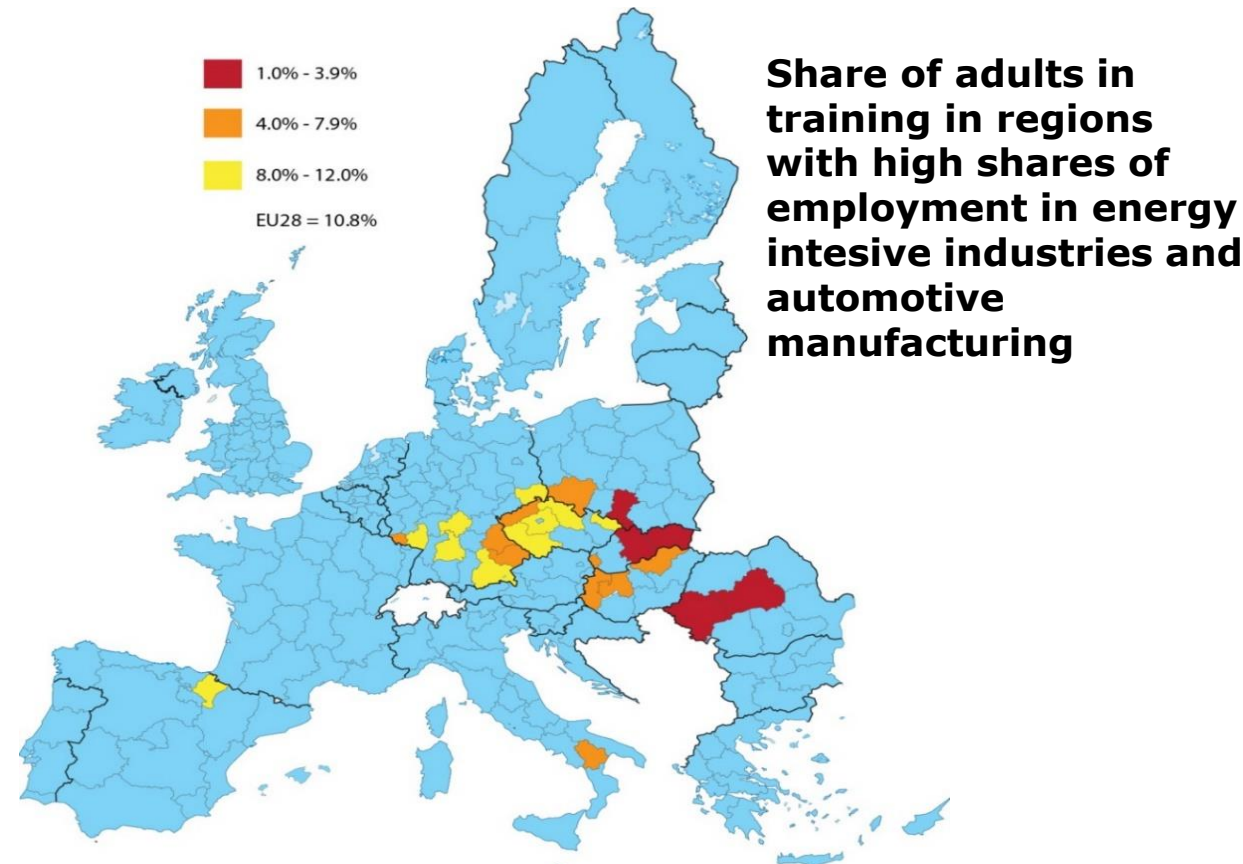 1.0% - 3.9%
4.0% - 7.9%
8.0% - 12.0%
EU28 = 10.8%
Share of adults in
training in regions
with high shares of
employment in energy
intesive industries and
automotive
manufacturing